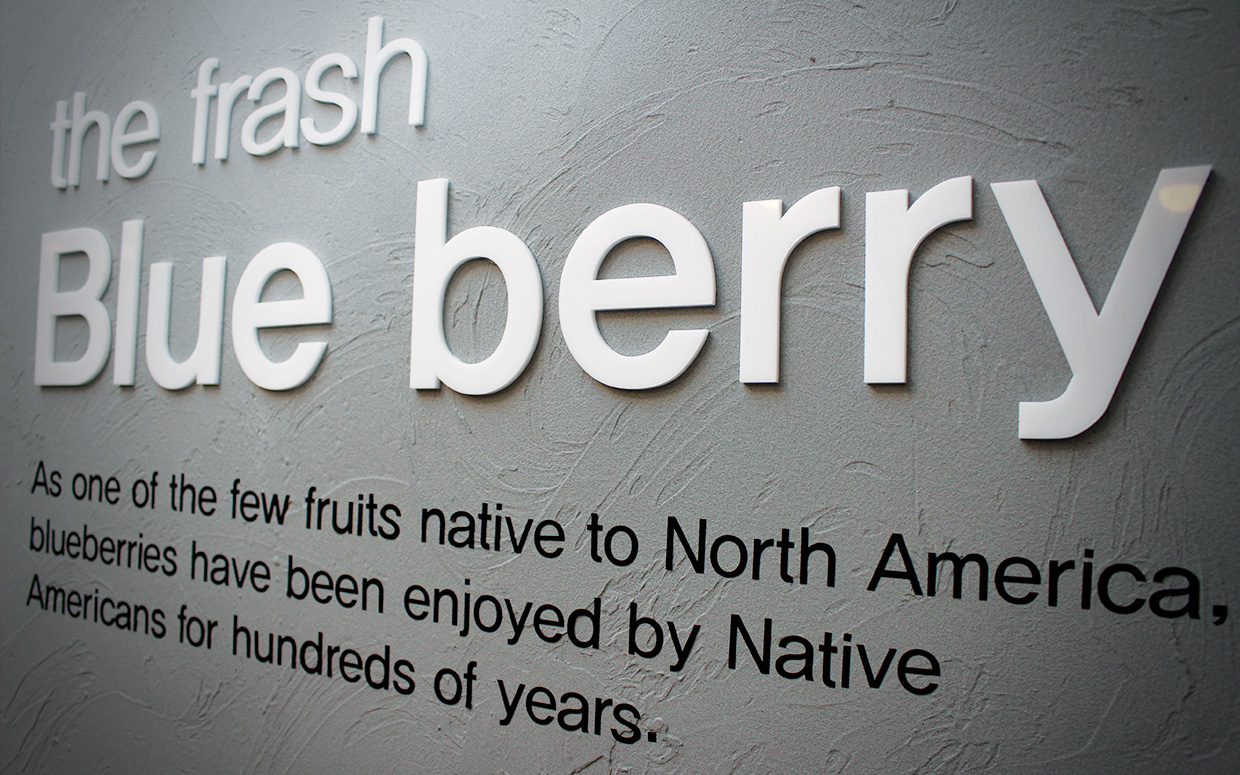 the frash
Blue berry
As one of the few fruits native to North America,
blueberries have been enjoyed by Native
Americans for hundreds of years.